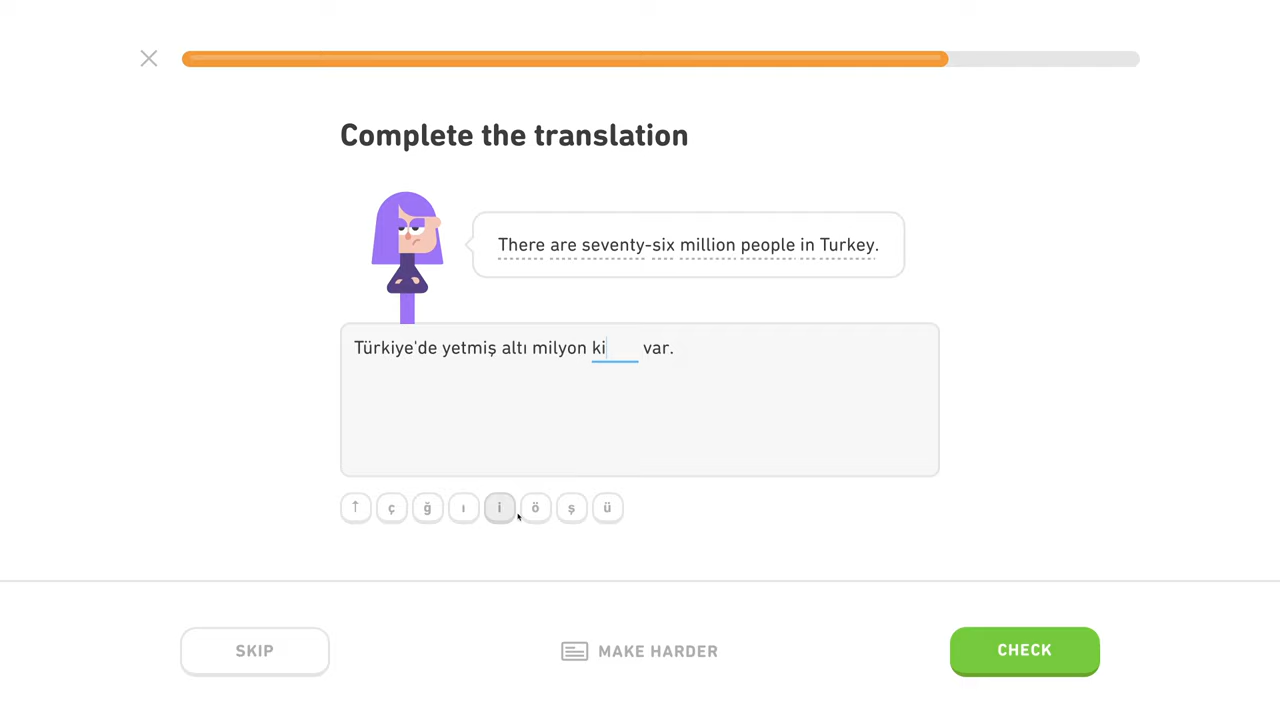 Complete the translation
There are seventy-six million people in Turkey.
Türkiye'de yetmiş altı milyon ki var.
↑ ç ğ ı i ö ş ü
SKIP
MAKE HARDER
CHECK